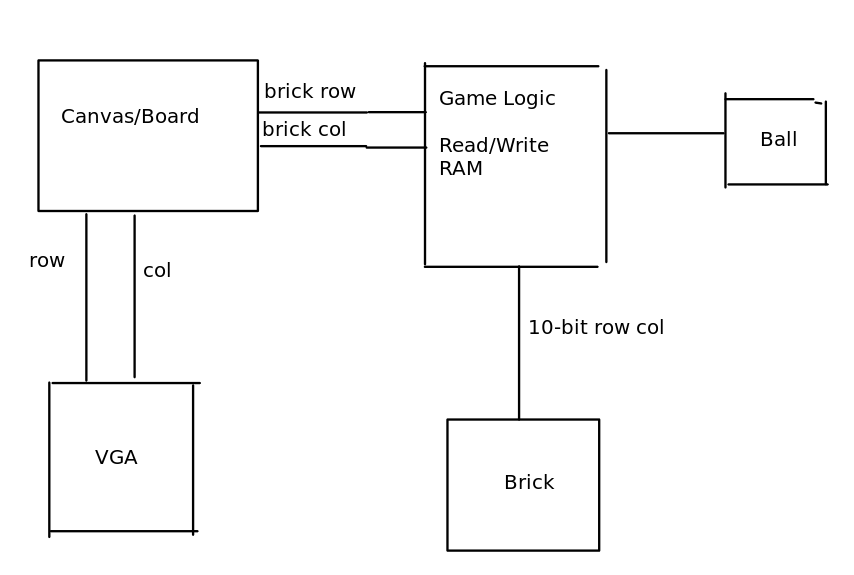 brick row
Canvas/Board
brick col
Game Logic
Read/Write
RAM
Ball
row
col
10-bit row col
VGA
Brick